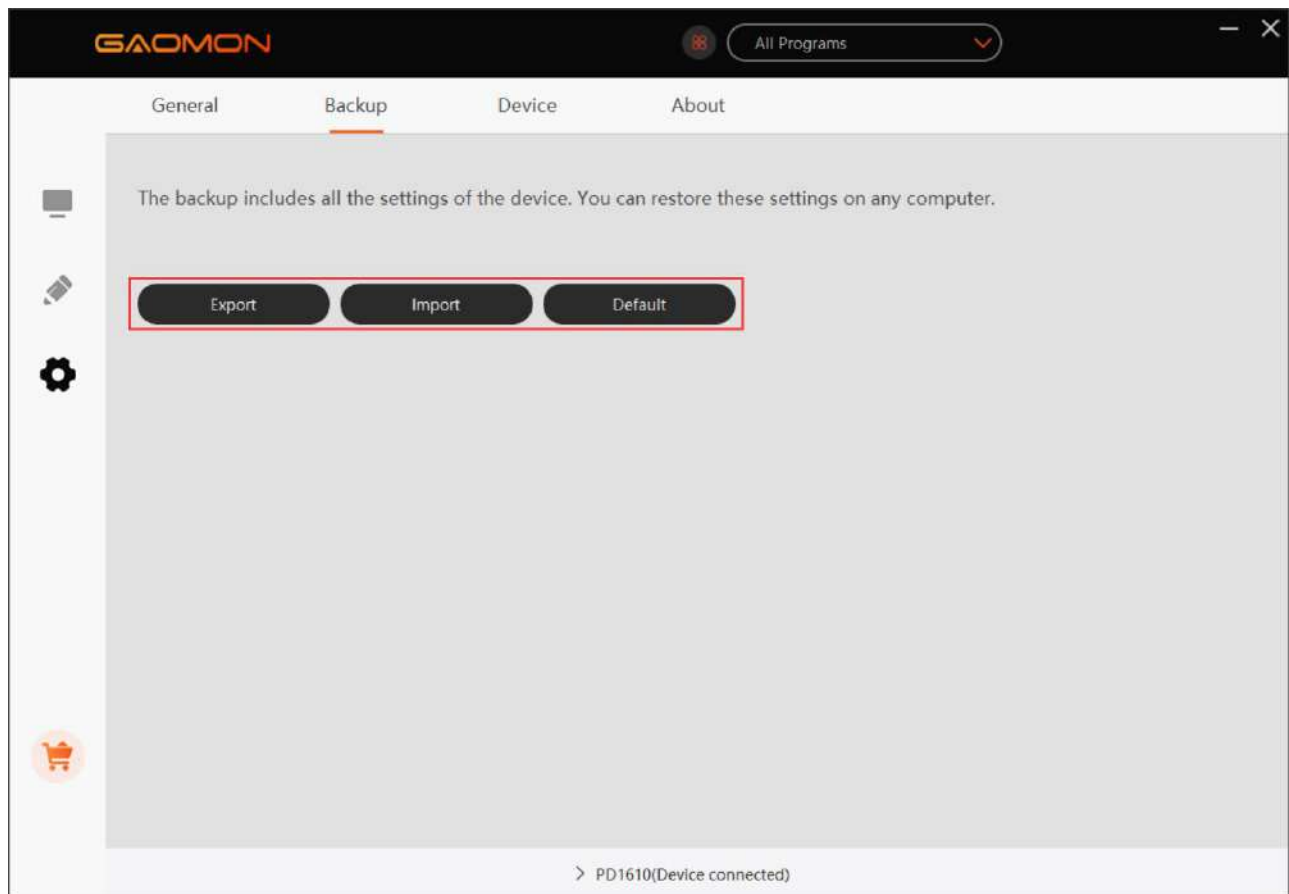 GAOMON
All Programs
General Backup Device About
The backup includes all the settings of the device. You can restore these settings on any computer.
Export Import Default
> PD1610(Device connected)